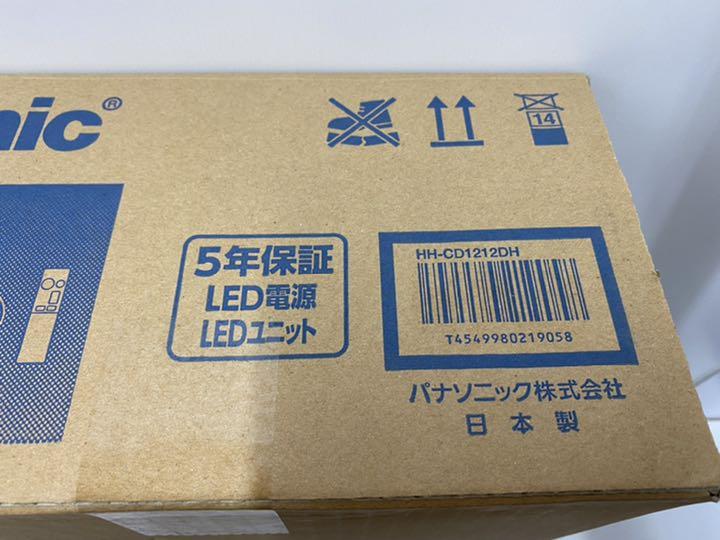 nic®
14
5年保証
LED電源
LEDユニット
HH-CD1212DH
T4549980219058
パナソニック株式会社
日本製